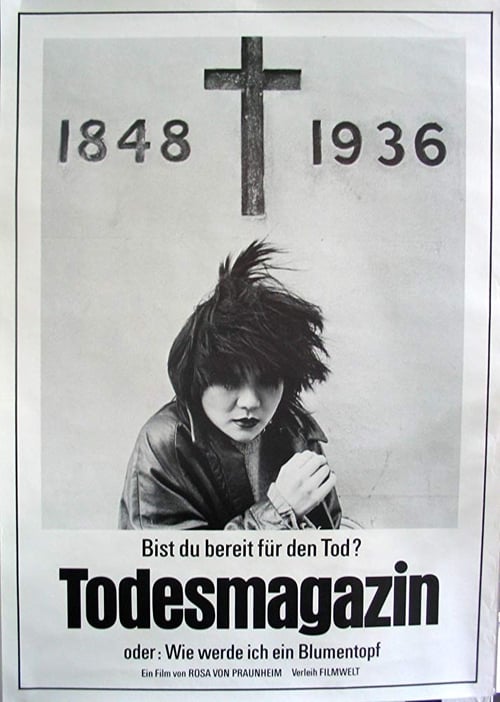 1848 1936
Bist du bereit für den Tod?
Todesmagazin
oder: Wie werde ich ein Blumentopf
Ein Film von ROSA VON PRAUNHEIM Verleih FILMWELT